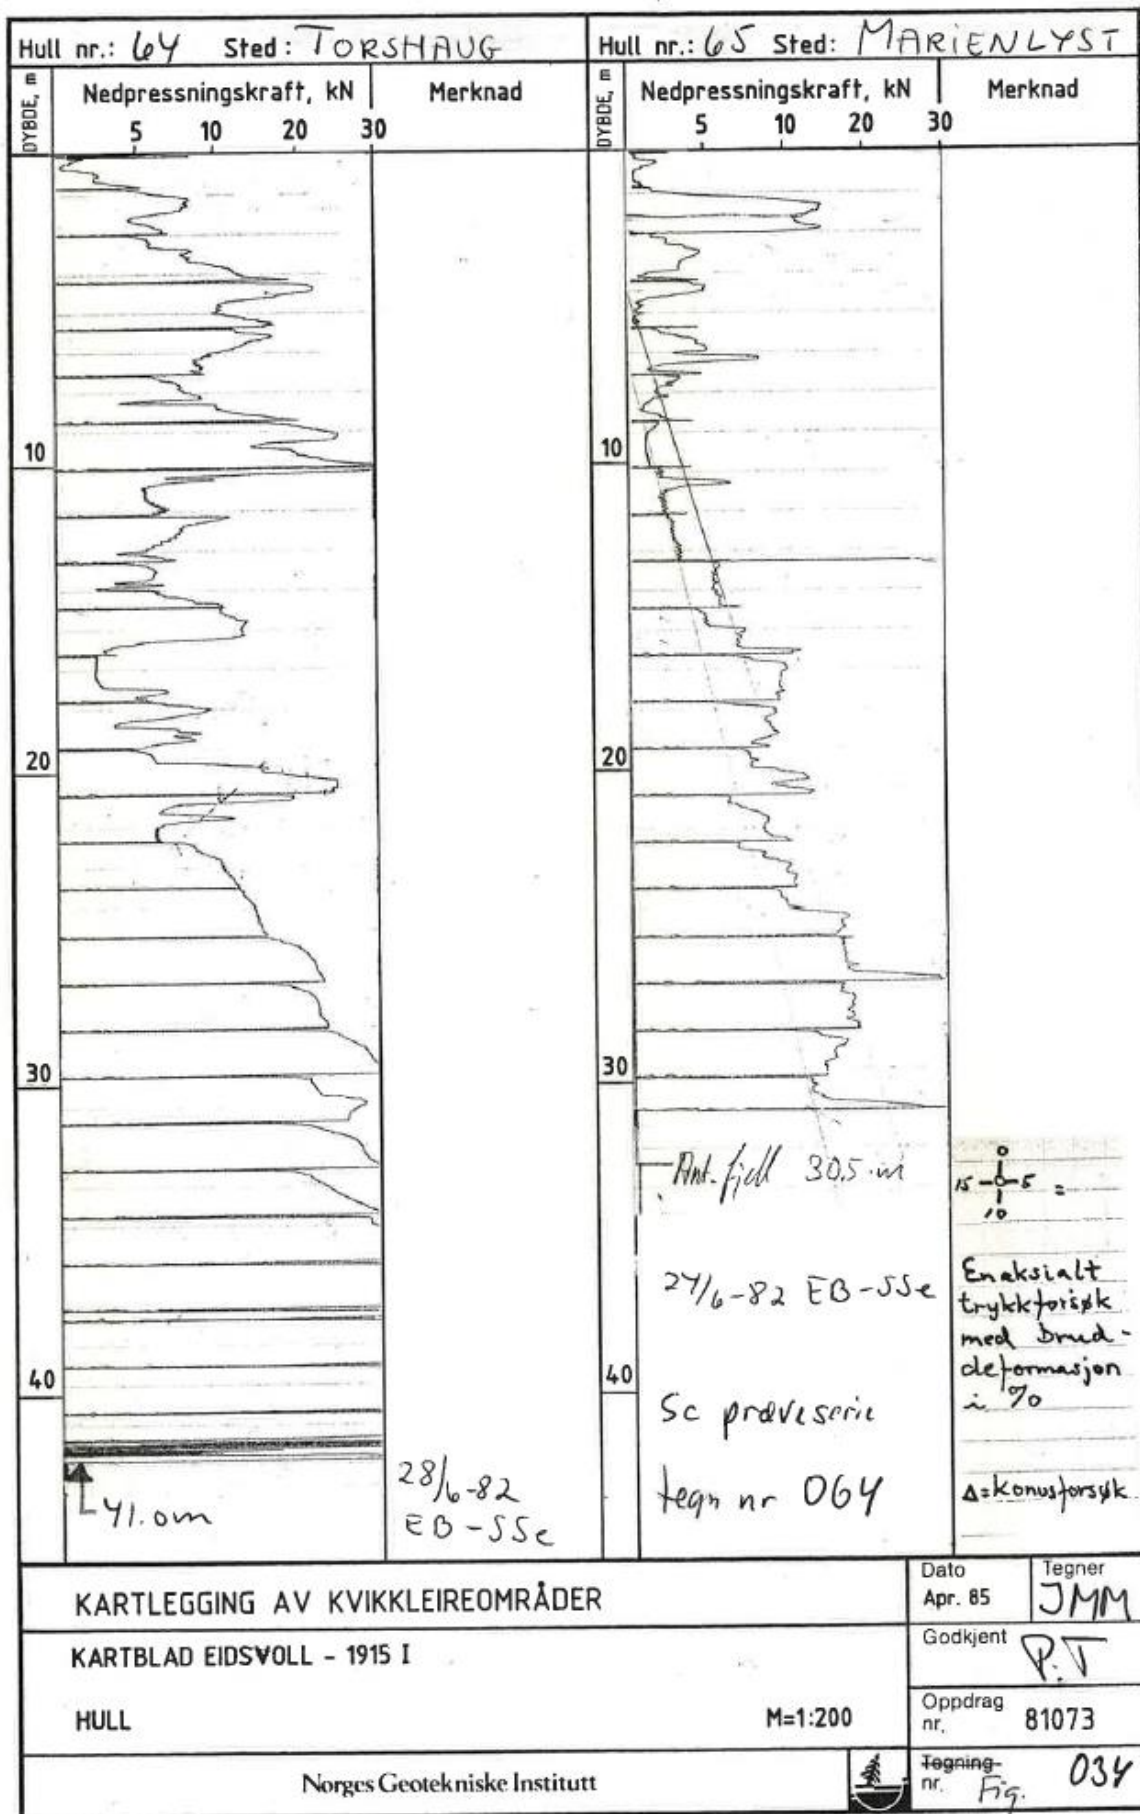 Hull nr.: 64 Sted: TORSHAUG
DYBDE, m
Nedpressningskraft, kN
Merknad
5 10 20 30
10
20
30
40
41.0m
28/6-82
EB-SSe
Hull nr.: 65 Sted: MARIENLYST
DYBDE, m
Nedpressningskraft, kN
Merknad
5 10 20 30
10
20
30
40
Ant. fjell 30.5 m
24/6-82 EB-SSe
Sc prøveserie
tegn nr 064
0
15 5 =
10
Enaksialt
trykkforsøk
med brud-
deformasjon
i %
Δ=konusforsøk
KARTLEGGING AV KVIKKLEIREOMRÅDER
KARTBLAD EIDSVOLL - 1915 I
HULL M=1:200
Norges Geotekniske Institutt
Dato
Apr. 85
Tegner
JMM
Godkjent
P.T
Oppdrag
nr. 81073
Tegning
nr. Fig. 034